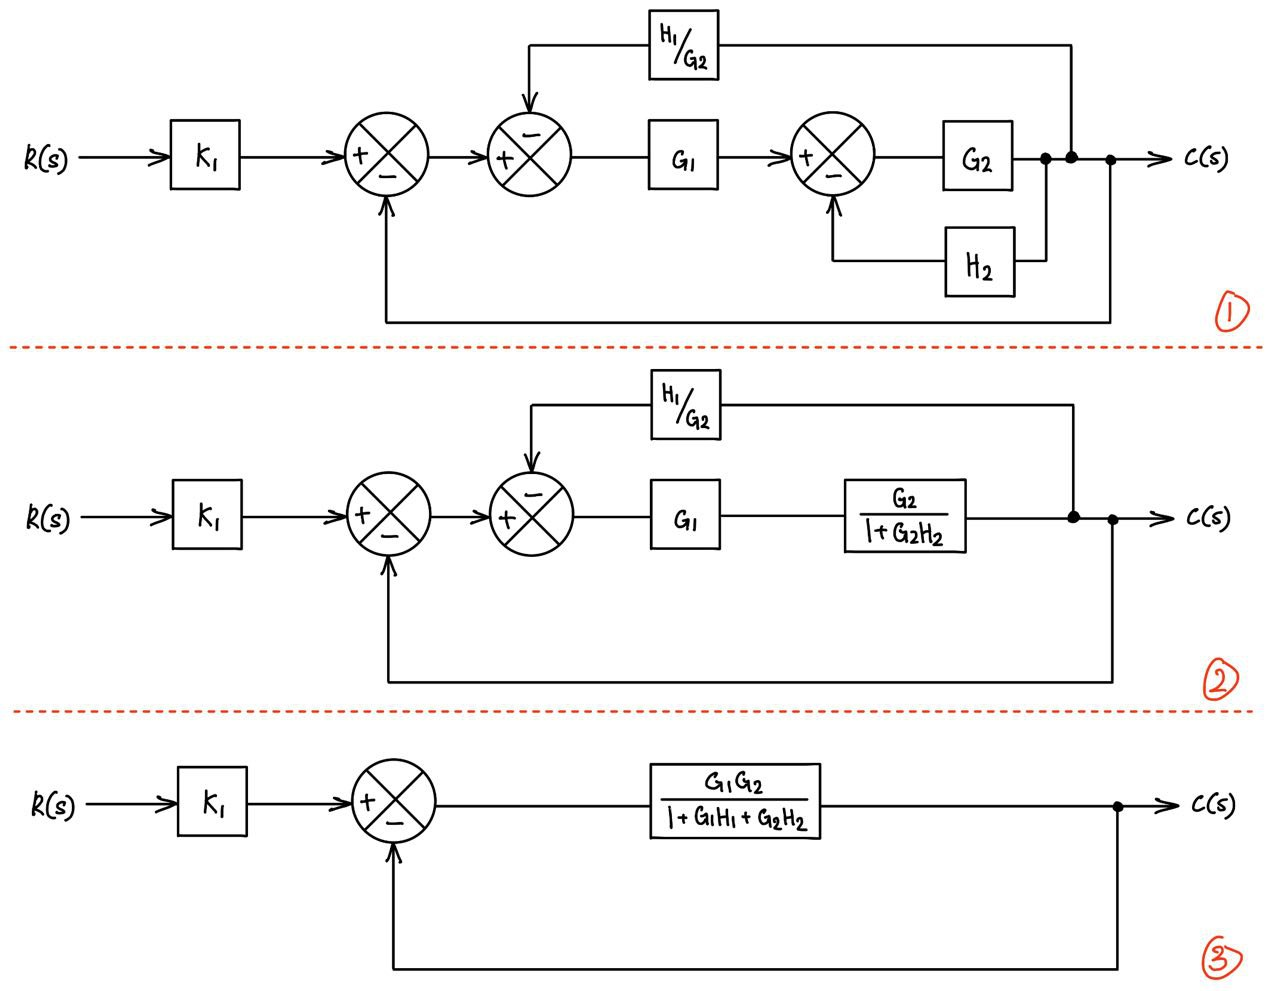 H1/G2
R(s) K1 + − + − G1 + − G2 C(s)
H2
1
H1/G2
R(s) K1 + − + − G1 G2/1+G2H2 C(s)
2
R(s) K1 + − G1G2/1+G1H1+G2H2 C(s)
3